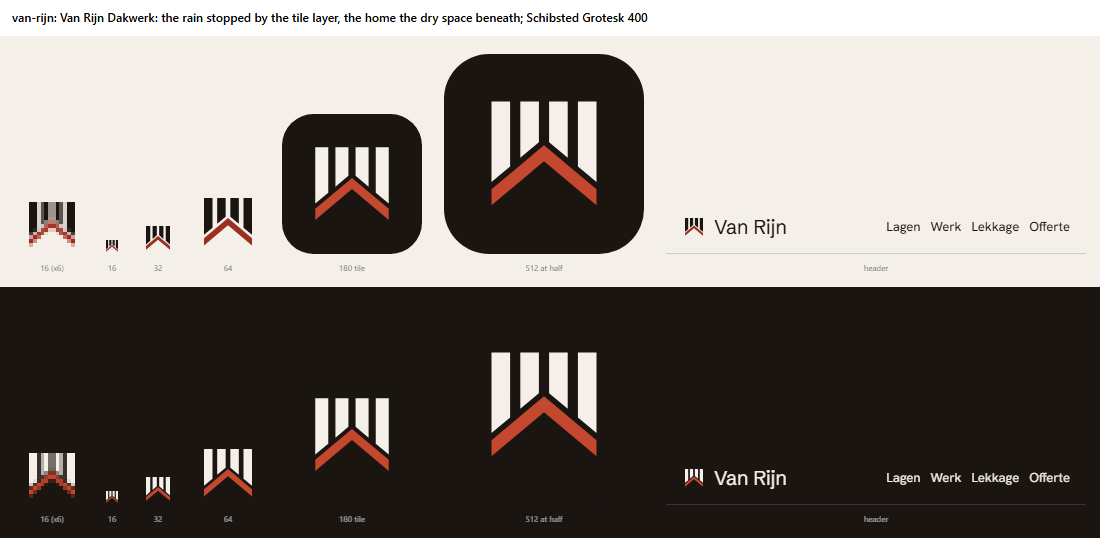 van-rijn: Van Rijn Dakwerk: the rain stopped by the tile layer, the home the dry space beneath; Schibsted Grotesk 400
Van Rijn Lagen Werk Lekkage Offerte
16 (x6) 16 32 64 180 tile 512 at half header
Van Rijn Lagen Werk Lekkage Offerte
16 (x6) 16 32 64 180 tile 512 at half header